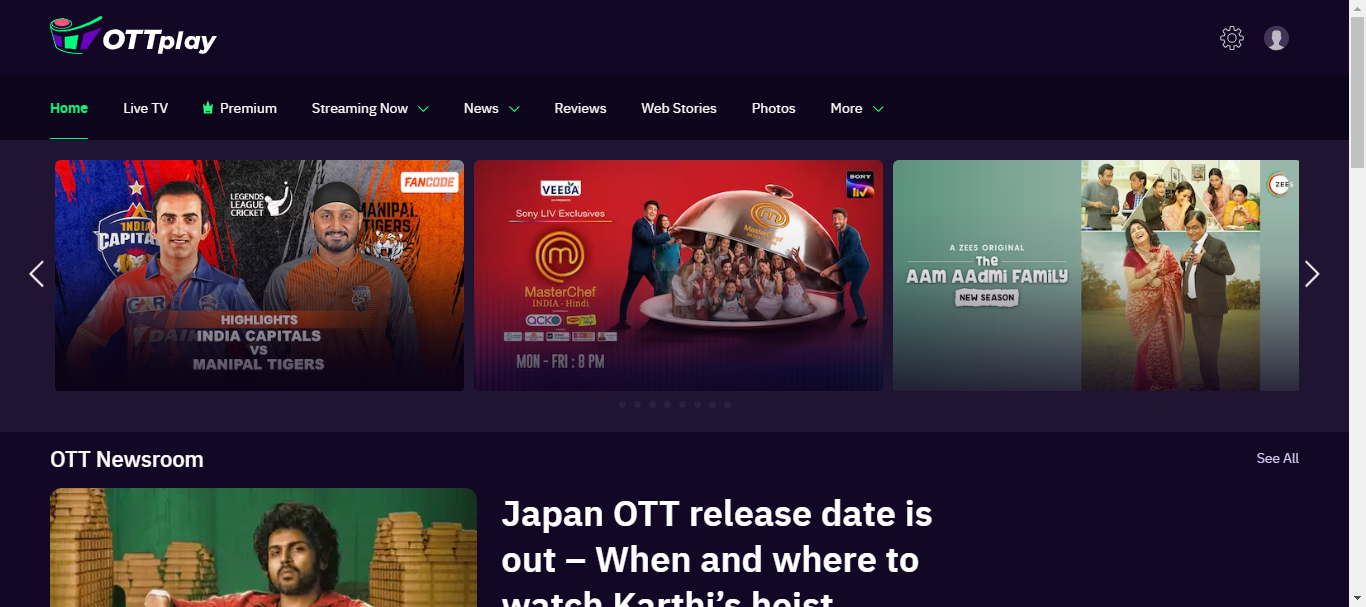 OTTplay
Home
Live TV
Premium
Streaming Now
News
Reviews
Web Stories
Photos
More
FANCODE
LEGENDS
LEAGUE
CRICKET
INDIA
CAPITA
MANIPAL
TIGERS
HIGHLIGHTS
INDIA CAPITALS
VS
MANIPAL TIGERS
VEEBA
Sony LIV Exclusives
MasterChef
INDIA - Hindi
ACKO
MON - FRI : 8 PM
MasterChef
SONY
liv
A ZEE5 ORIGINAL
The
AAM AAdmi FAMILY
NEW SEASON
ZEE5
OTT Newsroom
See All
Japan OTT release date is
out – When and where to
watch Karthi’s heist